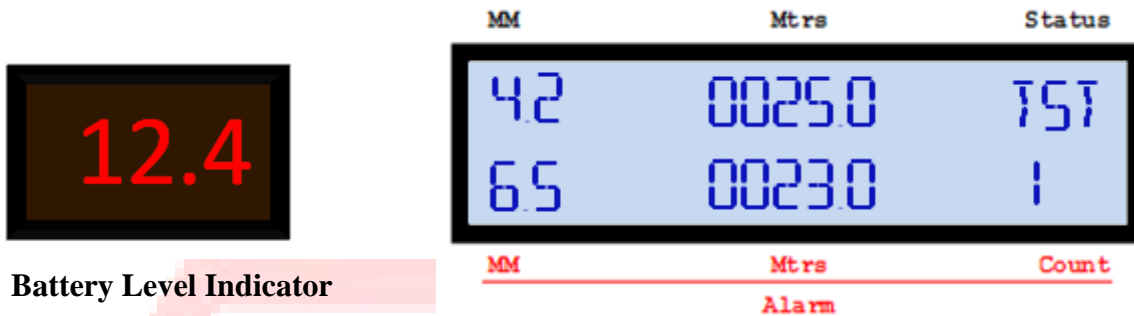 MM Mtrs Status
4.2 0025.0 TST
12.4
6.5 0023.0 1
MM Mtrs Count
Battery Level Indicator
Alarm